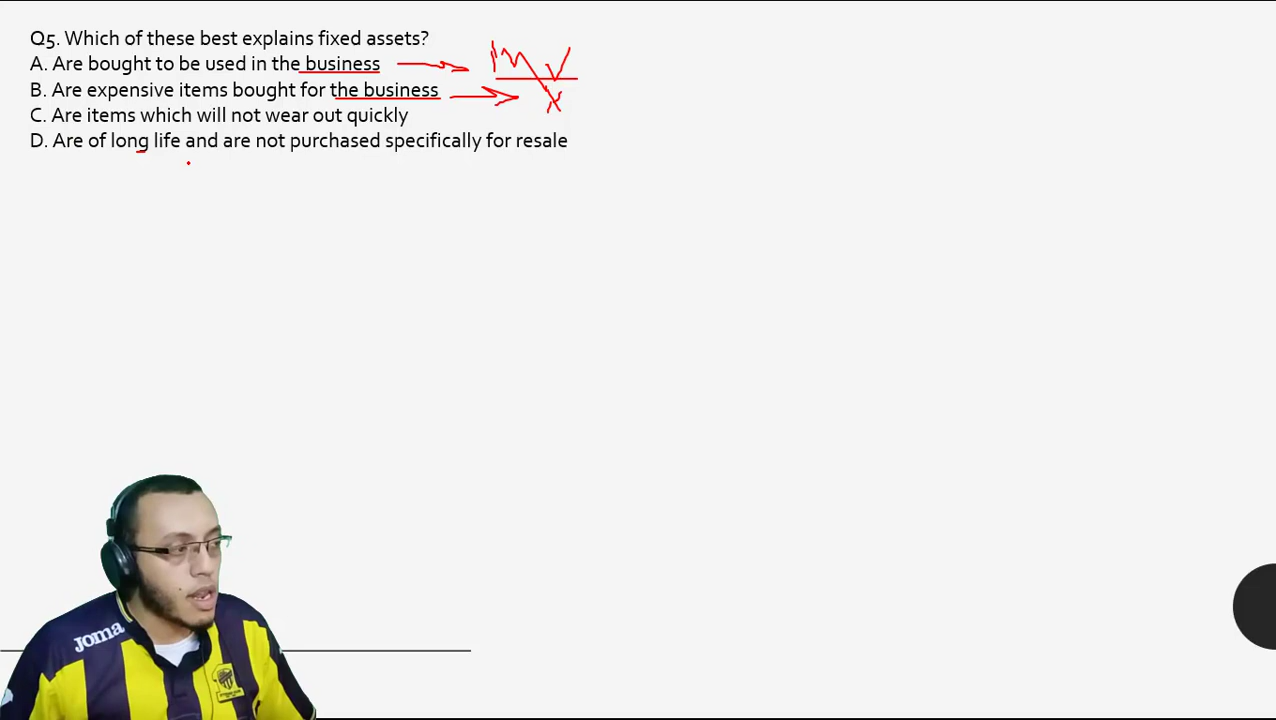 Q5. Which of these best explains fixed assets?
A. Are bought to be used in the business
B. Are expensive items bought for the business
C. Are items which will not wear out quickly
D. Are of long life and are not purchased specifically for resale
JOMA